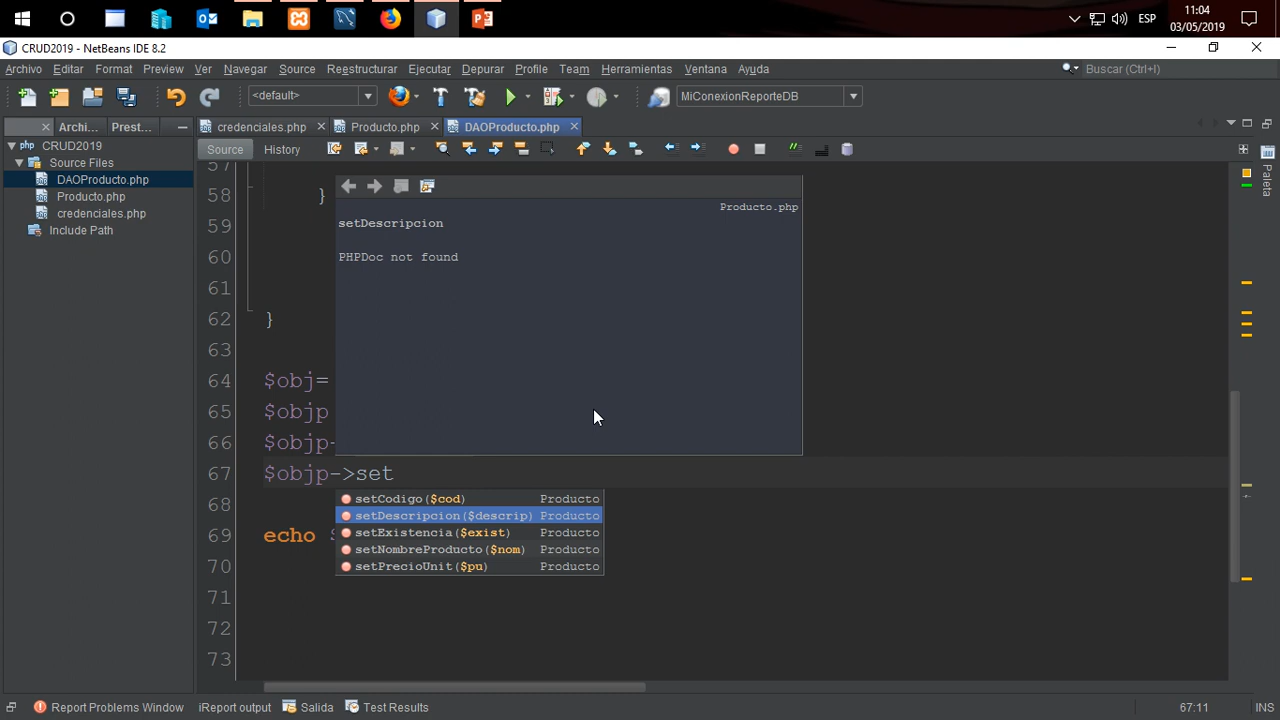 11:04
ESP
03/05/2019
CRUD2019 - NetBeans IDE 8.2
Archivo Editar Format Preview Ver Navegar Source Reestructurar Ejecutar Depurar Profile Team Herramientas Ventana Ayuda
Buscar (Ctrl+I)
<default>
MiConexionReporteDB
Archi... Prest... credenciales.php Producto.php DAOProducto.php
Source History
CRUD2019
Source Files
DAOProducto.php
Producto.php
credenciales.php
Include Path
Paleta
57
58 }
59
60
61
62 }
63
64 $obj=
65 $objp
66 $objp-
67 $objp->set
68
69 echo $
70
71
72
73
Producto.php
setDescripcion
PHPDoc not found
setCodigo($cod) Producto
setDescripcion($descrip) Producto
setExistencia($exist) Producto
setNombreProducto($nom) Producto
setPrecioUnit($pu) Producto
Report Problems Window iReport output Salida Test Results
67:11 INS